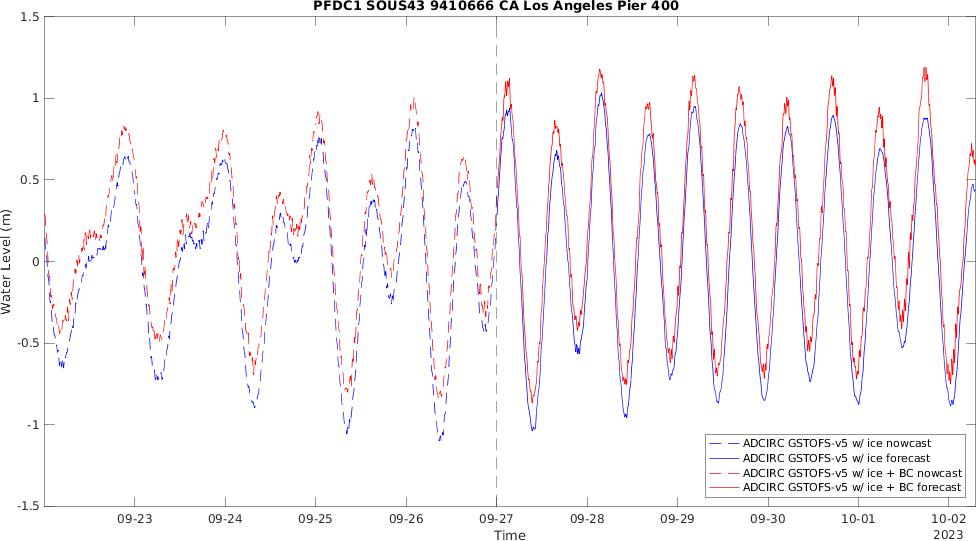 PFDC1 SOUS43 9410666 CA Los Angeles Pier 400
1.5
1
0.5
0
-0.5
-1
-1.5
Water Level (m)
09-23
09-24
09-25
09-26
09-27
09-28
09-29
09-30
10-01
10-02
2023
Time
ADCIRC GSTOFS-v5 w/ ice nowcast
ADCIRC GSTOFS-v5 w/ ice forecast
ADCIRC GSTOFS-v5 w/ ice + BC nowcast
ADCIRC GSTOFS-v5 w/ ice + BC forecast